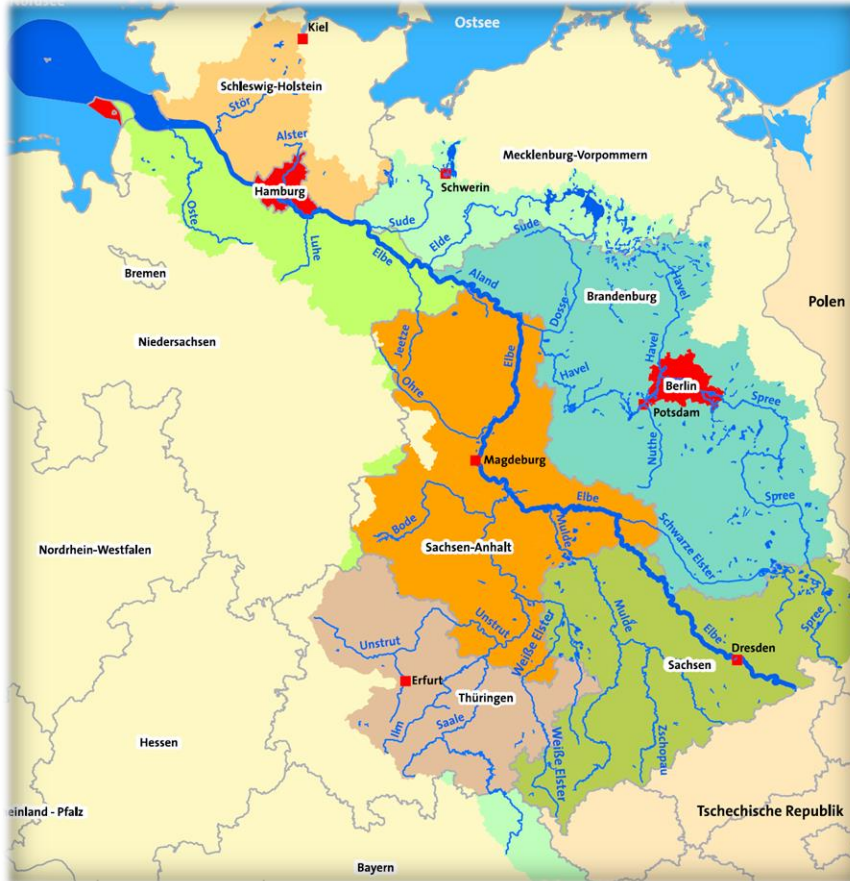 Nordsee
Ostsee
Kiel
Schleswig-Holstein
Stör
Alster
Mecklenburg-Vorpommern
Schwerin
Hamburg
Oste
Luhe
Sude
Elbe
Elde
Sude
Bremen
Aland
Havel
Brandenburg
Polen
Dosse
Niedersachsen
Jeetze
Elbe
Havel
Havel
Ohre
Berlin
Spree
Potsdam
Nuthe
Magdeburg
Elbe
Spree
Bode
Mulde
Schwarze Elster
Sachsen-Anhalt
Nordrhein-Westfalen
Mulde
Spree
Unstrut
Unstrut
Weiße Elster
Elbe
Dresden
Sachsen
Erfurt
Thüringen
Ilm
Saale
Hessen
Weiße Elster
Zschopau
einland - Pfalz
Tschechische Republik
Bayern